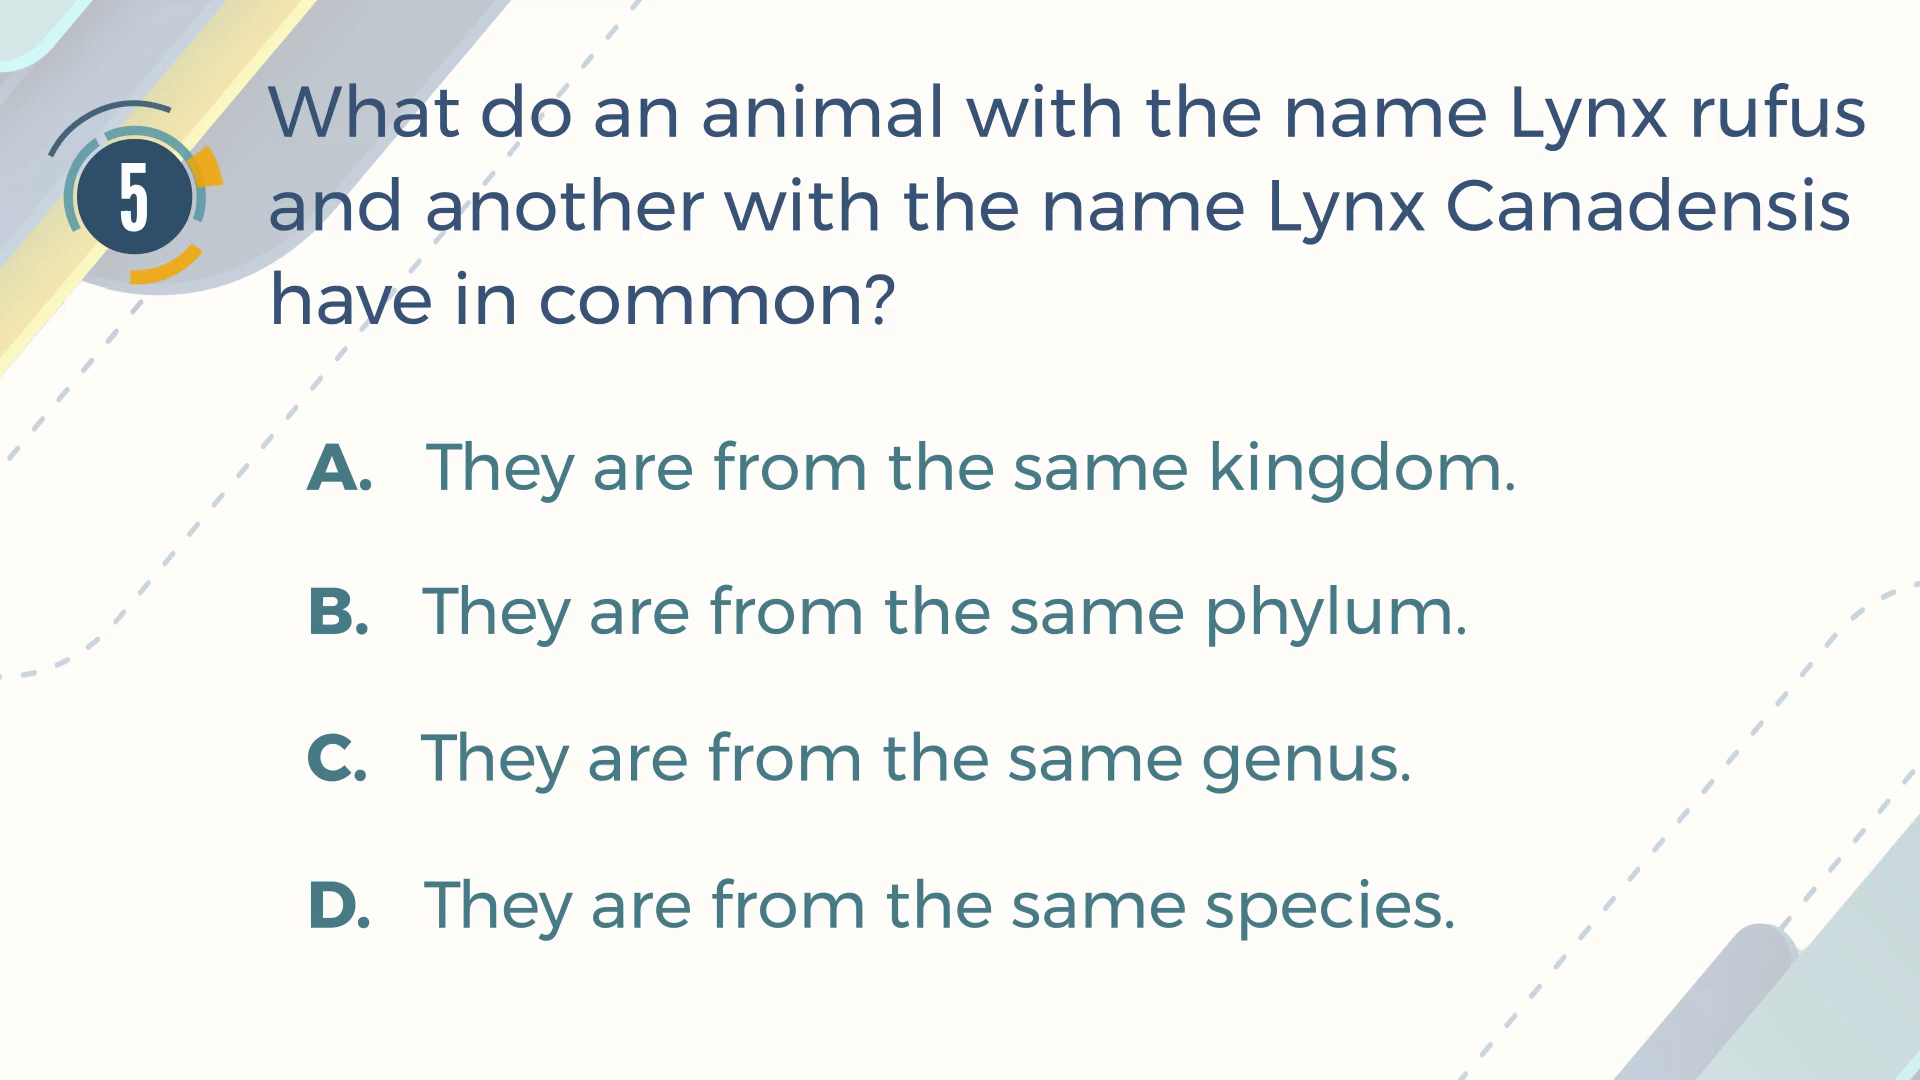 5
What do an animal with the name Lynx rufus
and another with the name Lynx Canadensis
have in common?
A. They are from the same kingdom.
B. They are from the same phylum.
C. They are from the same genus.
D. They are from the same species.